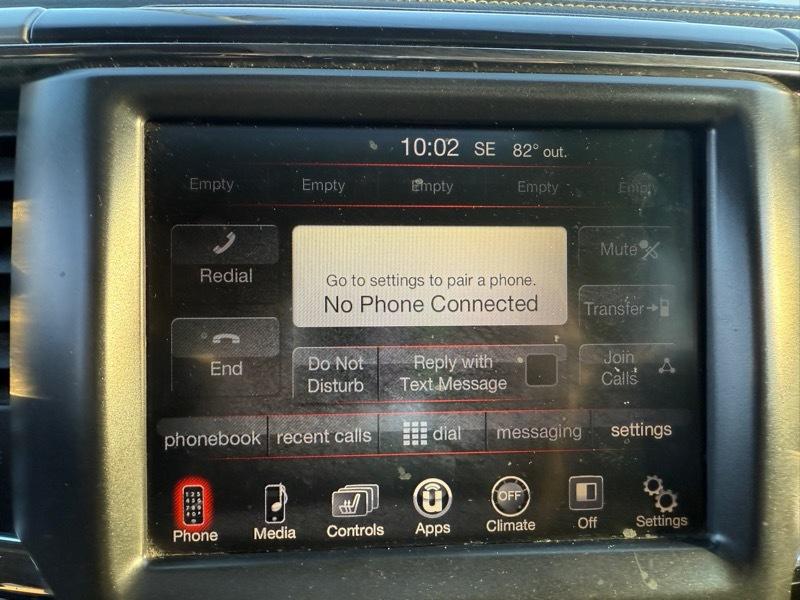 10:02 SE 82° out.
Empty Empty Empty Empty Empty
Redial
Go to settings to pair a phone.
No Phone Connected
Mute
Transfer
End
Do Not
Disturb
Reply with
Text Message
Join
Calls
phonebook recent calls dial messaging settings
OFF
Phone Media Controls Apps Climate Off Settings